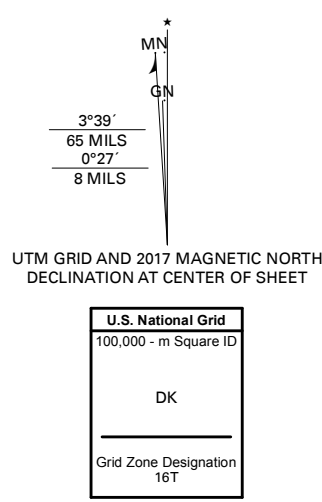 MN
GN
3°39´
65 MILS
0°27´
8 MILS
UTM GRID AND 2017 MAGNETIC NORTH
DECLINATION AT CENTER OF SHEET
U.S. National Grid
100,000 - m Square ID
DK
Grid Zone Designation
16T